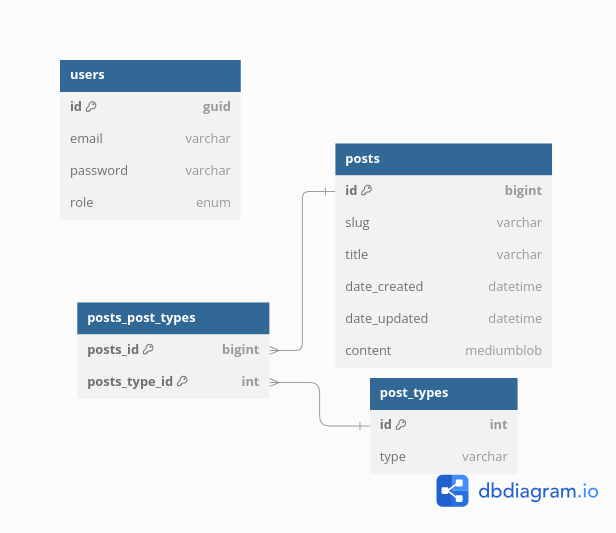 users
id guid
email varchar
password varchar
role enum
posts
id bigint
slug varchar
title varchar
date_created datetime
date_updated datetime
content mediumblob
posts_post_types
posts_id bigint
posts_type_id int
post_types
id int
type varchar
dbdiagram.io